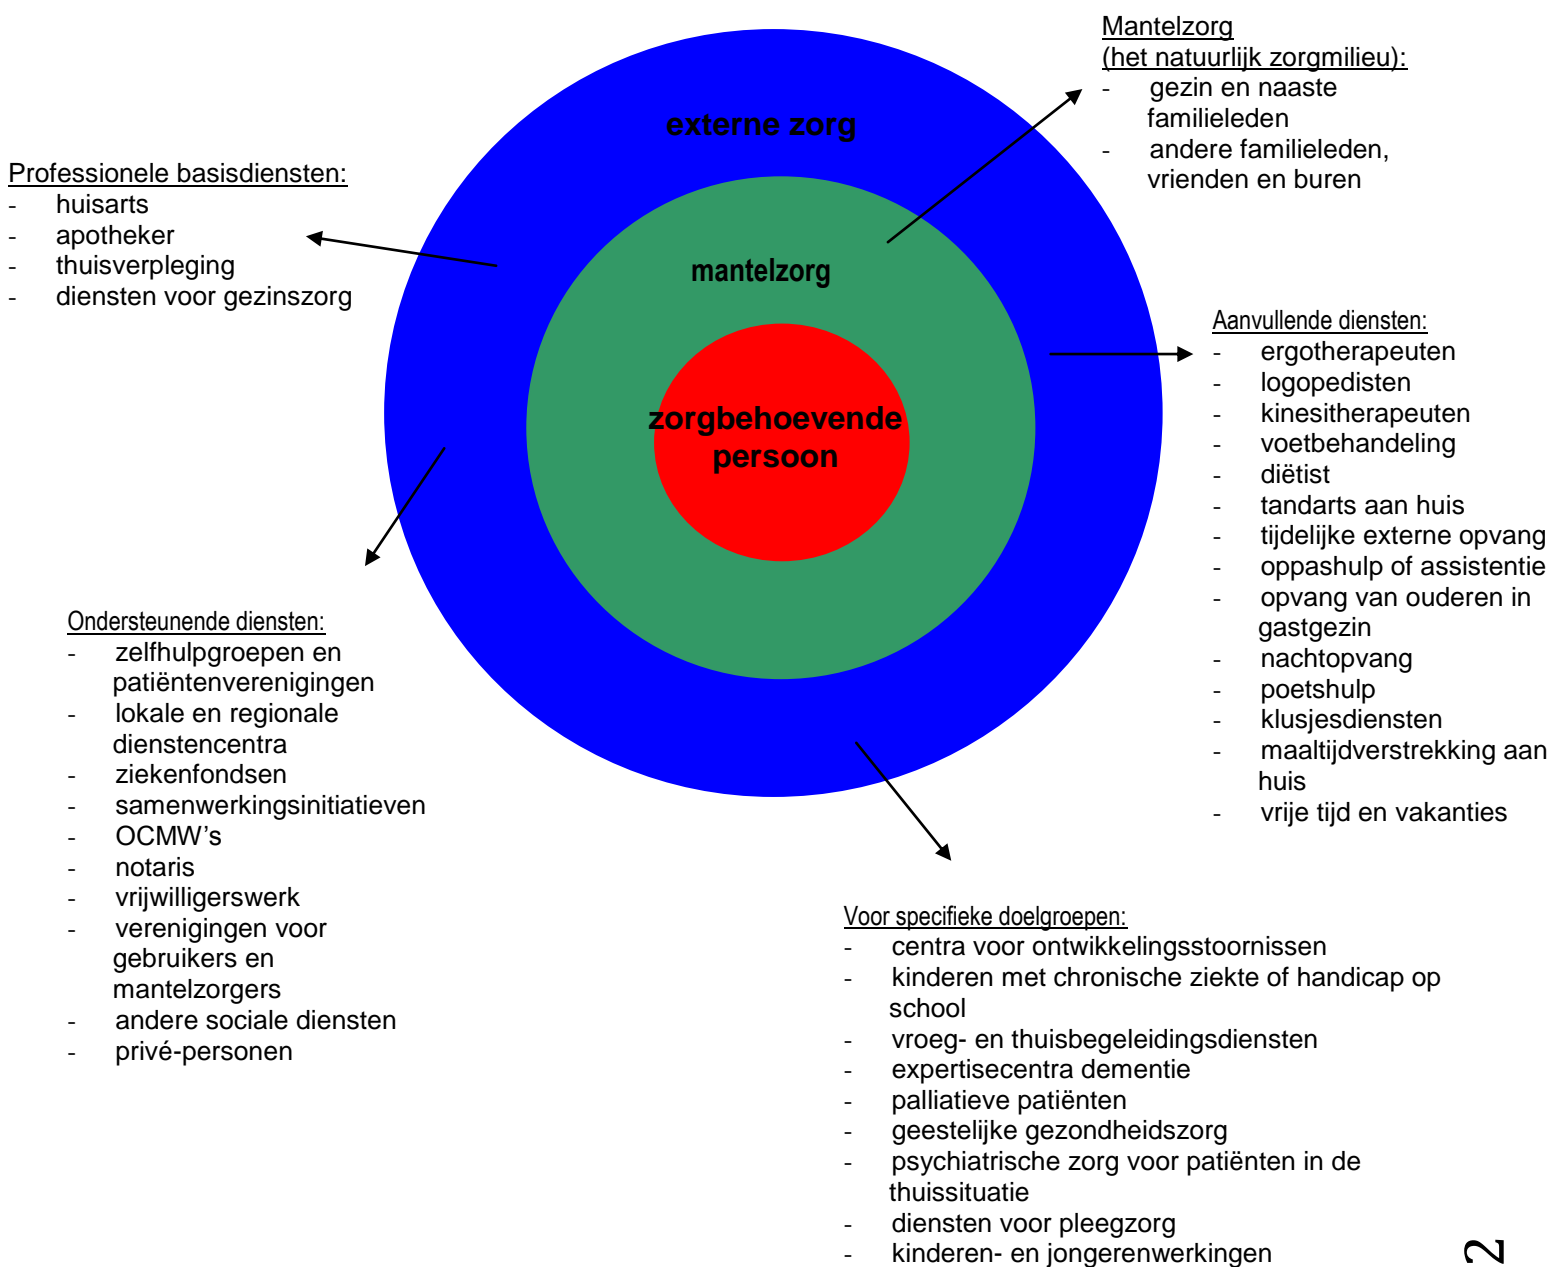 Mantelzorg
(het natuurlijk zorgmilieu):
- gezin en naaste
familieleden
- andere familieleden,
vrienden en buren
externe zorg
Professionele basisdiensten:
- huisarts
- apotheker
- thuisverpleging
- diensten voor gezinszorg
mantelzorg
zorgbehoevende
persoon
Aanvullende diensten:
- ergotherapeuten
- logopedisten
- kinesitherapeuten
- voetbehandeling
- diëtist
- tandarts aan huis
- tijdelijke externe opvang
- oppashulp of assistentie
- opvang van ouderen in
gastgezin
- nachtopvang
- poetshulp
- klusjesdiensten
- maaltijdverstrekking aan
huis
- vrije tijd en vakanties
Ondersteunende diensten:
- zelfhulpgroepen en
patiëntenverenigingen
- lokale en regionale
dienstencentra
- ziekenfondsen
- samenwerkingsinitiatieven
- OCMW’s
- notaris
- vrijwilligerswerk
- verenigingen voor
gebruikers en
mantelzorgers
- andere sociale diensten
- privé-personen
Voor specifieke doelgroepen:
- centra voor ontwikkelingsstoornissen
- kinderen met chronische ziekte of handicap op
school
- vroeg- en thuisbegeleidingsdiensten
- expertisecentra dementie
- palliatieve patiënten
- geestelijke gezondheidszorg
- psychiatrische zorg voor patiënten in de
thuissituatie
- diensten voor pleegzorg
- kinderen- en jongerenwerkingen
2